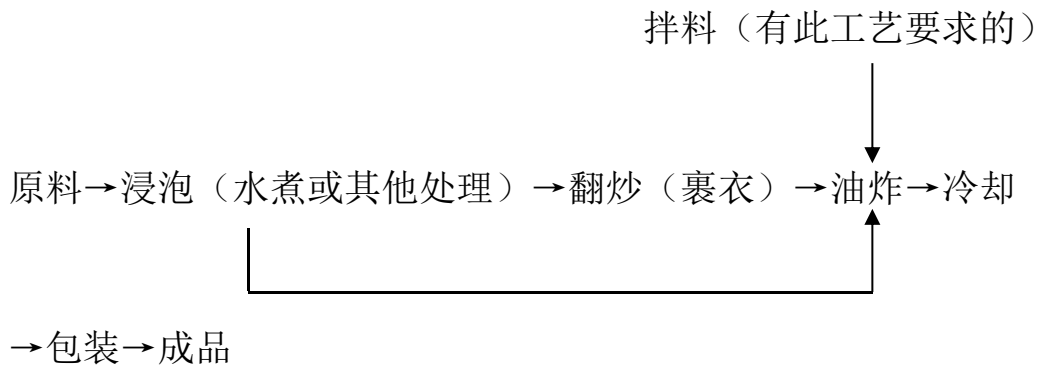 拌料（有此工艺要求的）
原料→浸泡（水煮或其他处理）→翻炒（裹衣）→油炸→冷却
→包装→成品